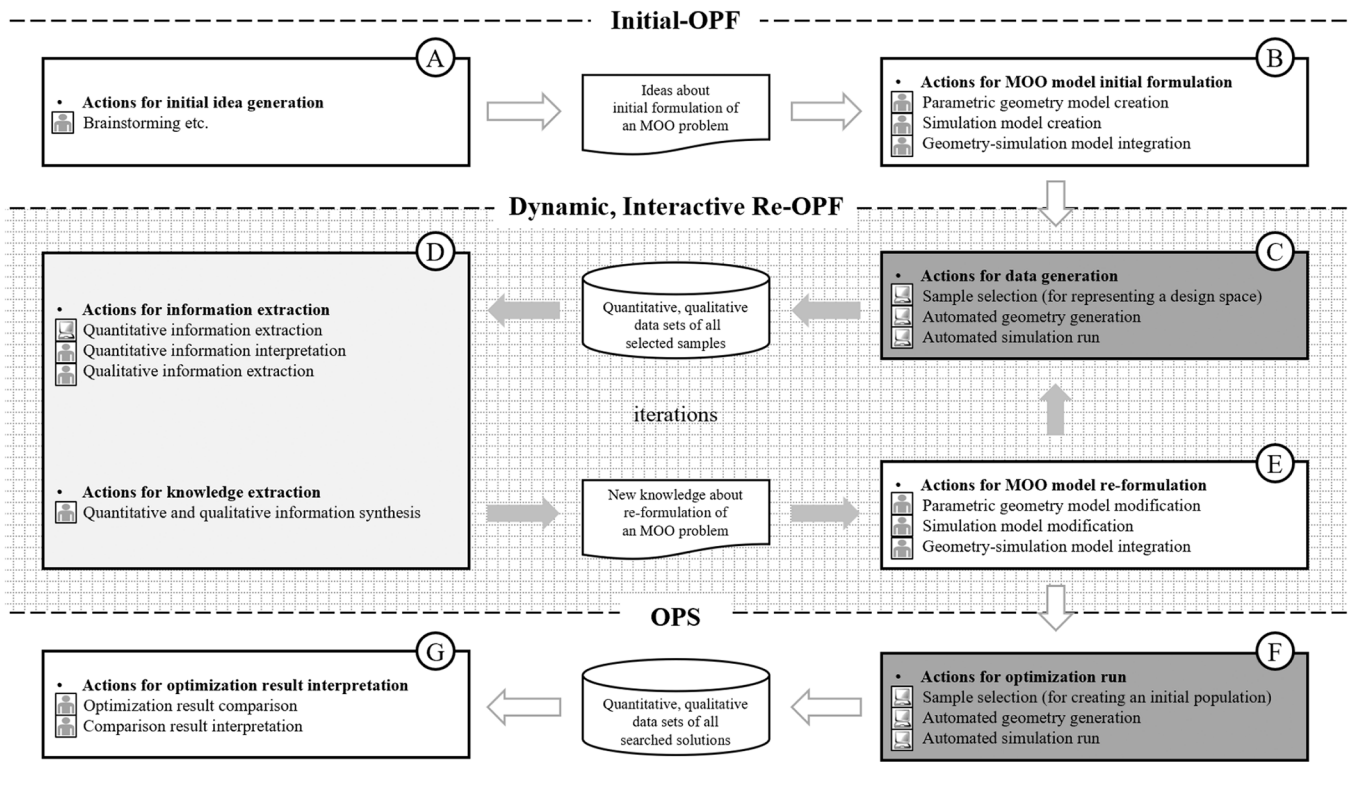 Initial-OPF
A
• Actions for initial idea generation
Brainstorming etc.
Ideas about
initial formulation of
an MOO problem
B
• Actions for MOO model initial formulation
Parametric geometry model creation
Simulation model creation
Geometry-simulation model integration
Dynamic, Interactive Re-OPF
C
• Actions for data generation
Sample selection (for representing a design space)
Automated geometry generation
Automated simulation run
Quantitative, qualitative
data sets of all
selected samples
D
• Actions for information extraction
Quantitative information extraction
Quantitative information interpretation
Qualitative information extraction
• Actions for knowledge extraction
Quantitative and qualitative information synthesis
iterations
New knowledge about
re-formulation of
an MOO problem
E
• Actions for MOO model re-formulation
Parametric geometry model modification
Simulation model modification
Geometry-simulation model integration
OPS
F
• Actions for optimization run
Sample selection (for creating an initial population)
Automated geometry generation
Automated simulation run
Quantitative, qualitative
data sets of all
searched solutions
G
• Actions for optimization result interpretation
Optimization result comparison
Comparison result interpretation